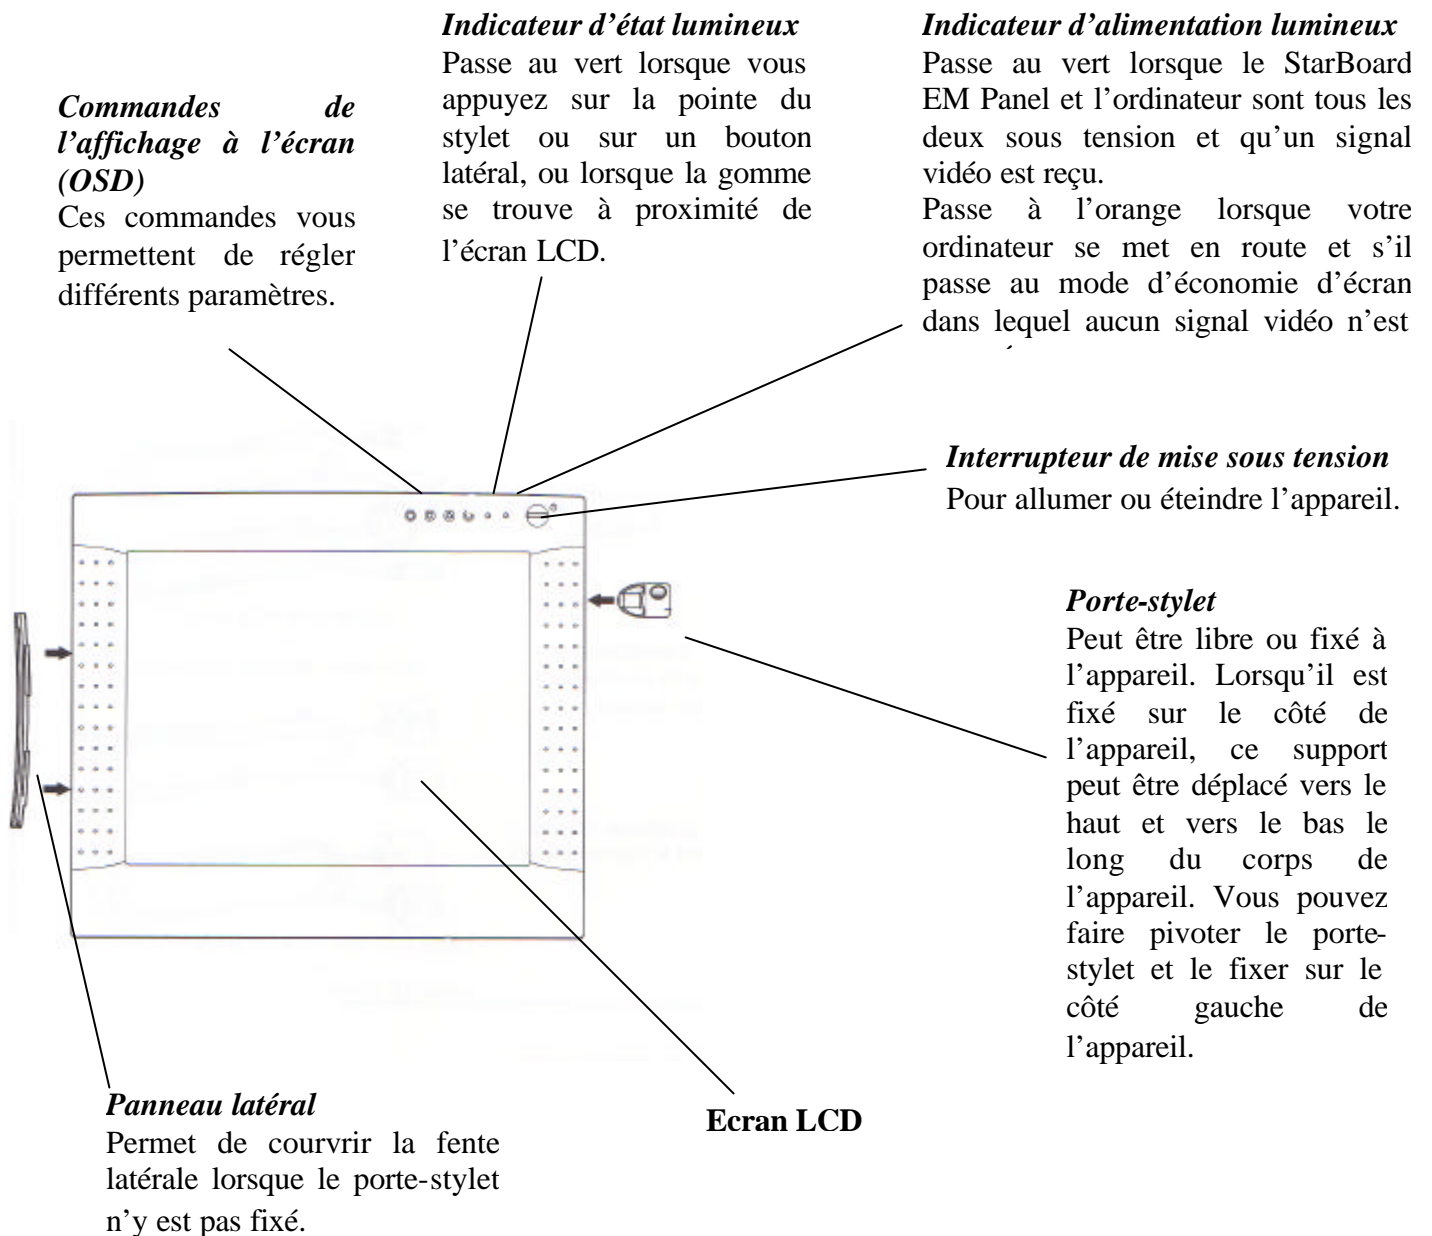 Commandes de
l’affichage à l’écran
(OSD)
Ces commandes vous
permettent de régler
différents paramètres.
Indicateur d’état lumineux
Passe au vert lorsque vous
appuyez sur la pointe du
stylet ou sur un bouton
latéral, ou lorsque la gomme
se trouve à proximité de
l’écran LCD.
Indicateur d’alimentation lumineux
Passe au vert lorsque le StarBoard
EM Panel et l’ordinateur sont tous les
deux sous tension et qu’un signal
vidéo est reçu.
Passe à l’orange lorsque votre
ordinateur se met en route et s’il
passe au mode d’économie d’écran
dans lequel aucun signal vidéo n’est
Interrupteur de mise sous tension
Pour allumer ou éteindre l’appareil.
Porte-stylet
Peut être libre ou fixé à
l’appareil. Lorsqu’il est
fixé sur le côté de
l’appareil, ce support
peut être déplacé vers le
haut et vers le bas le
long du corps de
l’appareil. Vous pouvez
faire pivoter le porte-
stylet et le fixer sur le
côté gauche de
l’appareil.
Panneau latéral
Permet de courvrir la fente
latérale lorsque le porte-stylet
n’y est pas fixé.
Ecran LCD